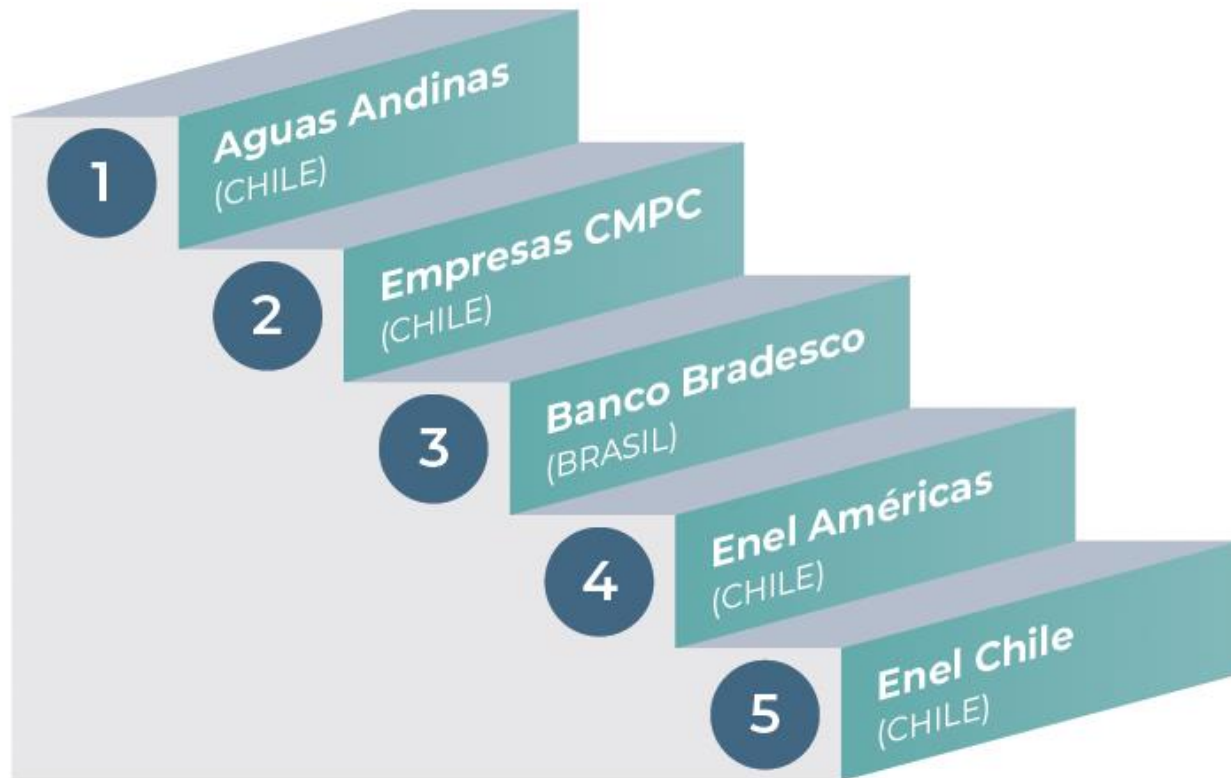 1
Aguas Andinas
(CHILE)
2
Empresas CMPC
(CHILE)
3
Banco Bradesco
(BRASIL)
4
Enel Américas
(CHILE)
5
Enel Chile
(CHILE)